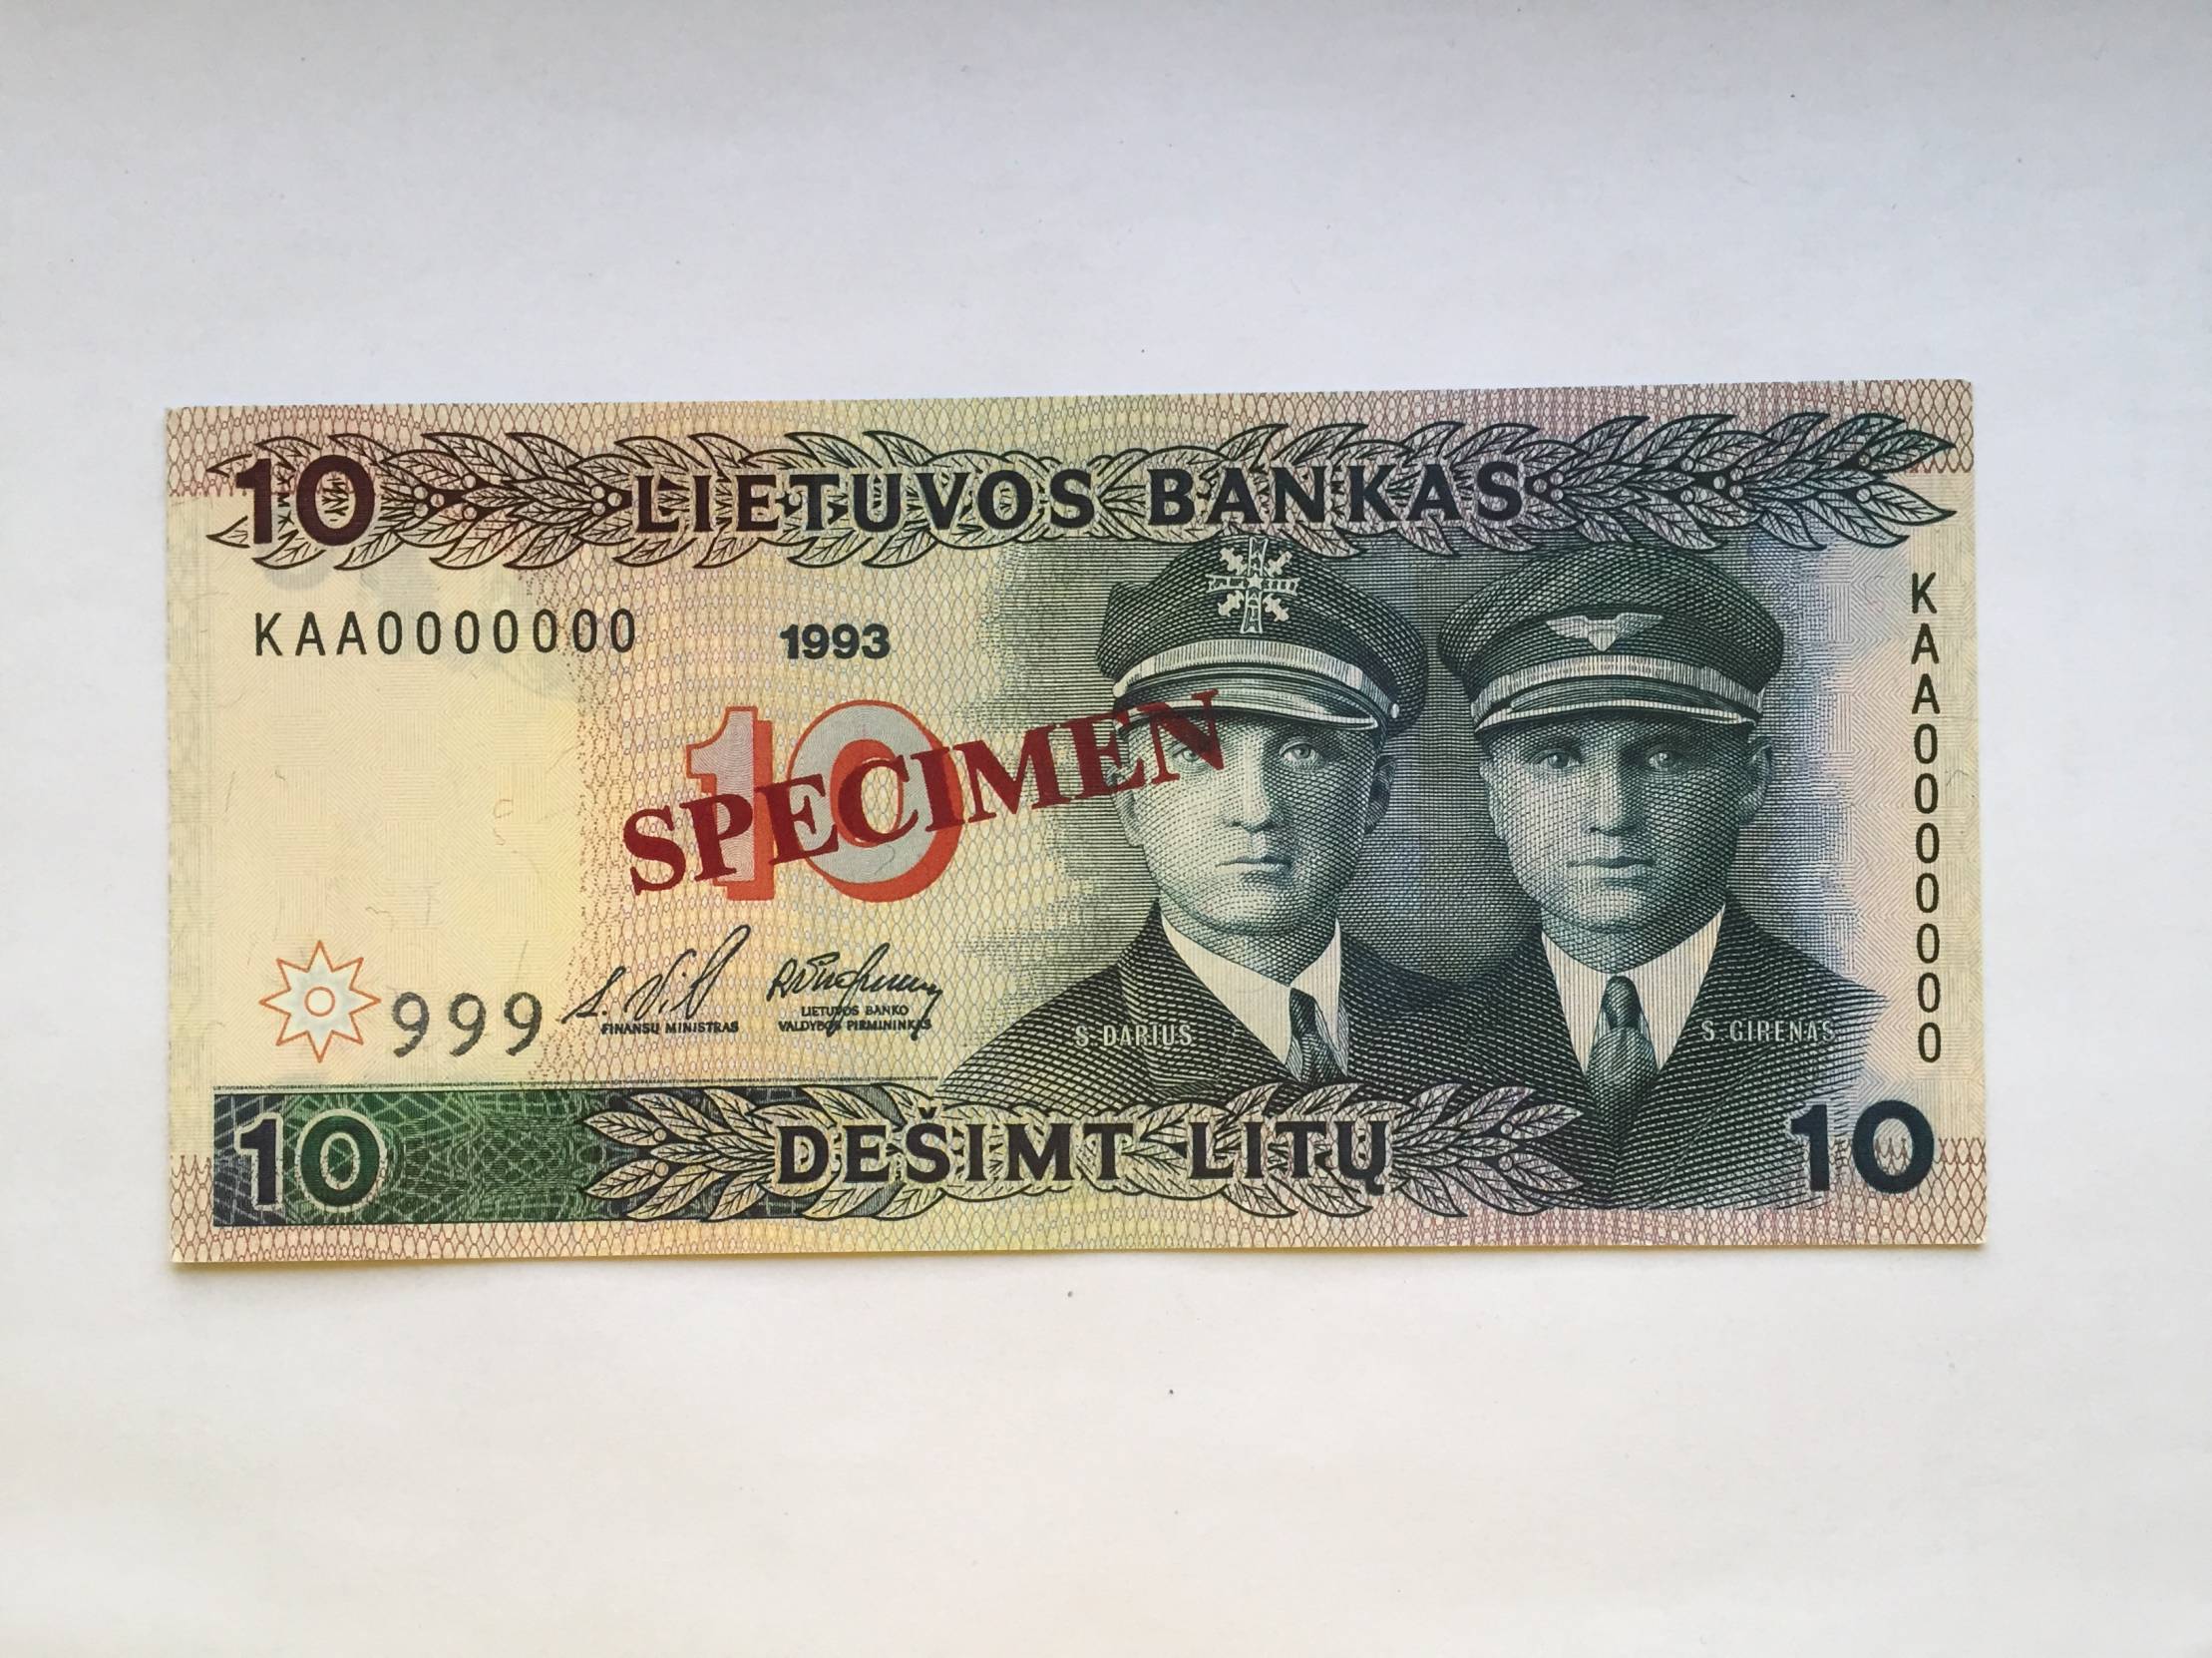 10
LIETUVOS BANKAS
KAA0000000
1993
KAA0000000
10
SPECIMEN
999
FINANSŲ MINISTRAS
LIETUVOS BANKO
VALDYBOS PIRMININKAS
S. DARIUS
S. GIRĖNAS
10
DEŠIMT LITŲ
10